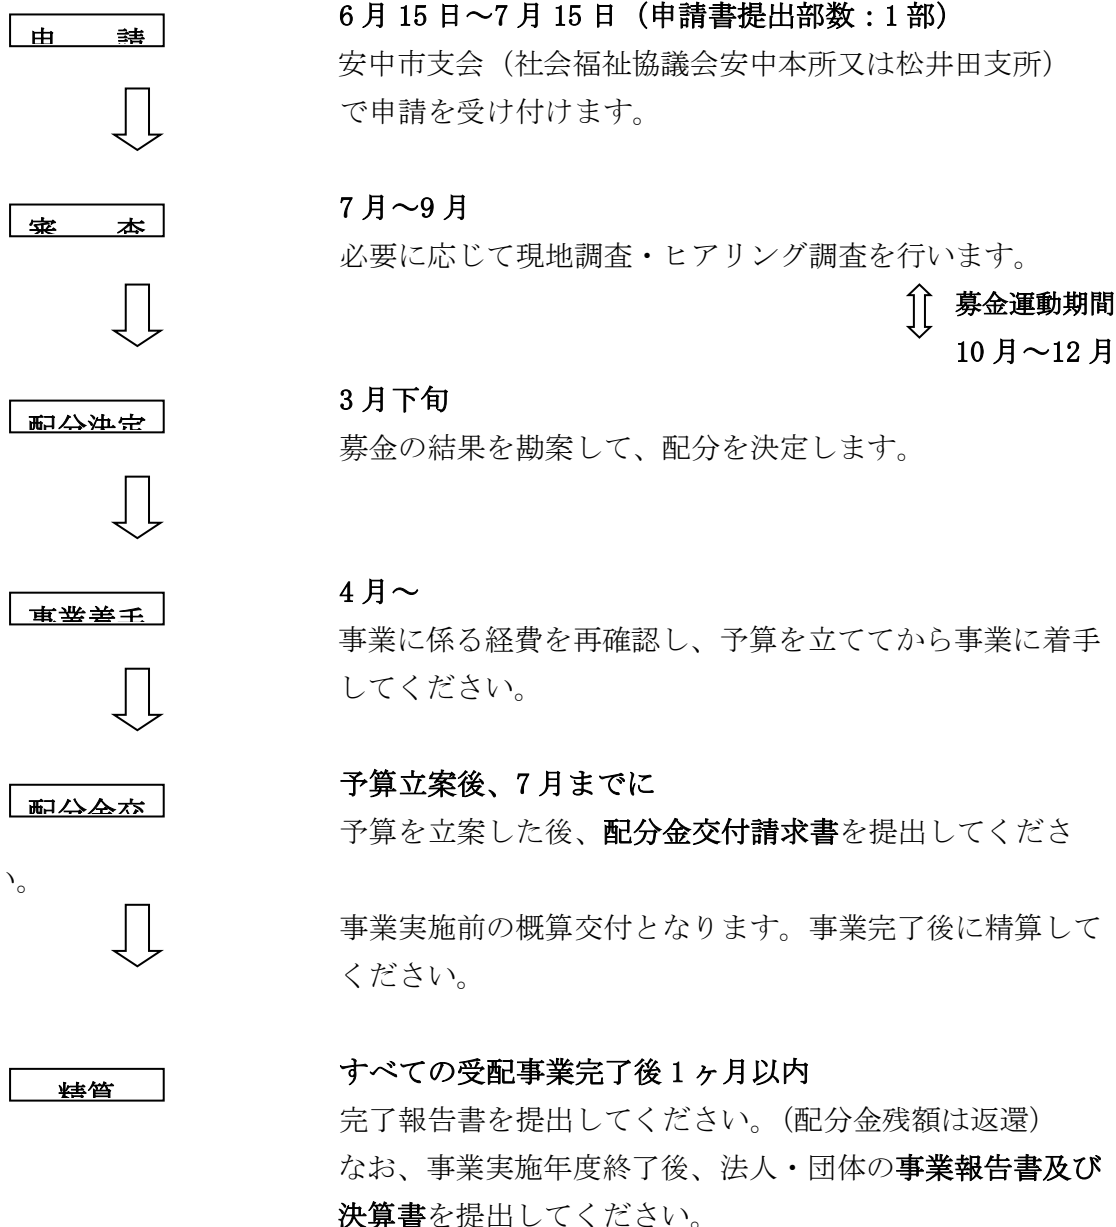 申　　請
6月15日～7月15日（申請書提出部数：1部）
安中市支会（社会福祉協議会安中本所又は松井田支所）
で申請を受け付けます。
審　　査
7月～9月
必要に応じて現地調査・ヒアリング調査を行います。
募金運動期間
10月～12月
配分決定
3月下旬
募金の結果を勘案して、配分を決定します。
事業着手
4月～
事業に係る経費を再確認し、予算を立ててから事業に着手
してください。
配分金交
予算立案後、7月までに
予算を立案した後、配分金交付請求書を提出してくださ
い。
事業実施前の概算交付となります。事業完了後に精算して
ください。
精算
すべての受配事業完了後1ヶ月以内
完了報告書を提出してください。（配分金残額は返還）
なお、事業実施年度終了後、法人・団体の事業報告書及び
決算書を提出してください。